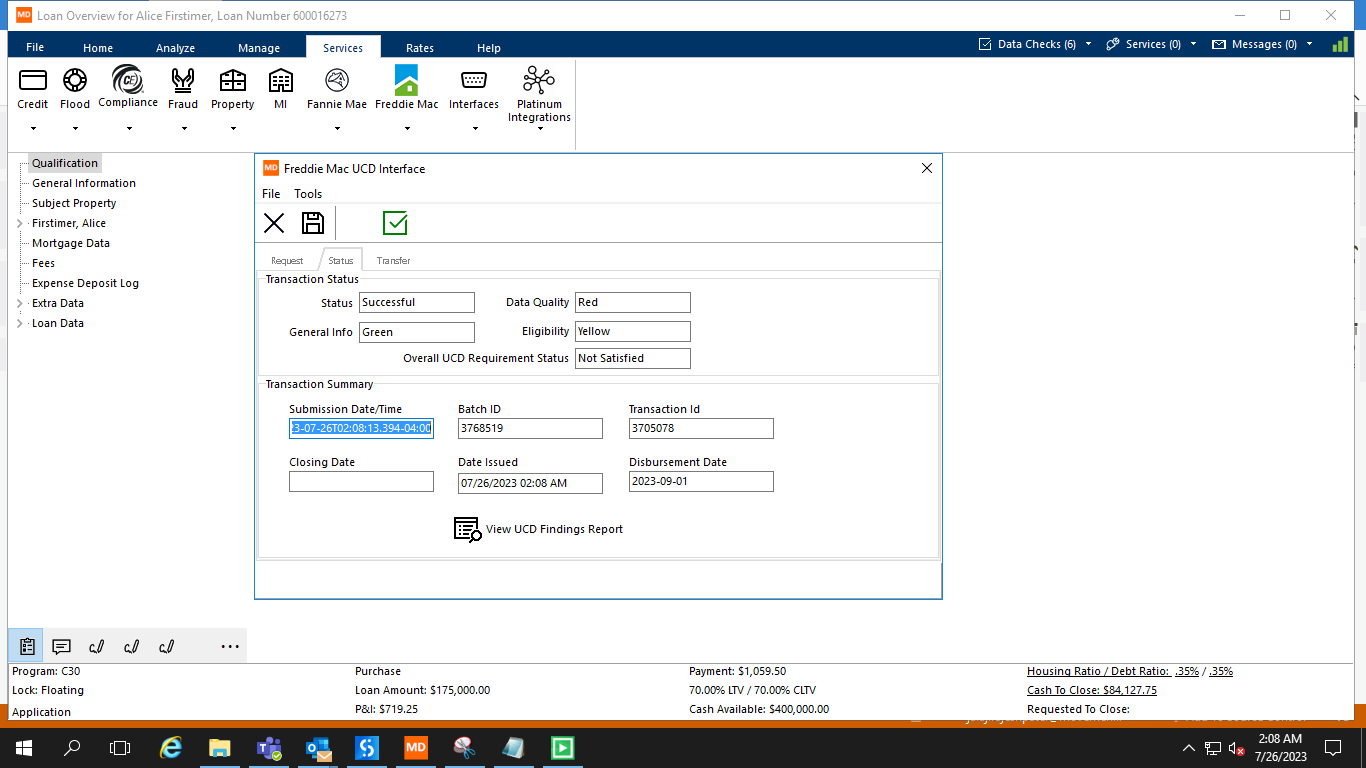 MD Loan Overview for Alice Firstimer, Loan Number 600016273
File Home Analyze Manage Services Rates Help Data Checks (6) Services (0) Messages (0)
Credit Flood Compliance Fraud Property MI Fannie Mae Freddie Mac Interfaces Platinum Integrations
Qualification
General Information
Subject Property
Firstimer, Alice
Mortgage Data
Fees
Expense Deposit Log
Extra Data
Loan Data
MD Freddie Mac UCD Interface
File Tools
Request Status Transfer
Transaction Status
Status Successful Data Quality Red
General Info Green Eligibility Yellow
Overall UCD Requirement Status Not Satisfied
Transaction Summary
Submission Date/Time Batch ID Transaction Id
3-07-26T02:08:13.394-04:00 3768519 3705078
Closing Date Date Issued Disbursement Date
07/26/2023 02:08 AM 2023-09-01
View UCD Findings Report
Program: C30 Purchase Payment: $1,059.50 Housing Ratio / Debt Ratio: .35% / .35%
Lock: Floating Loan Amount: $175,000.00 70.00% LTV / 70.00% CLTV Cash To Close: $84,127.75
Application P&I: $719.25 Cash Available: $400,000.00 Requested To Close:
MD 2:08 AM
7/26/2023